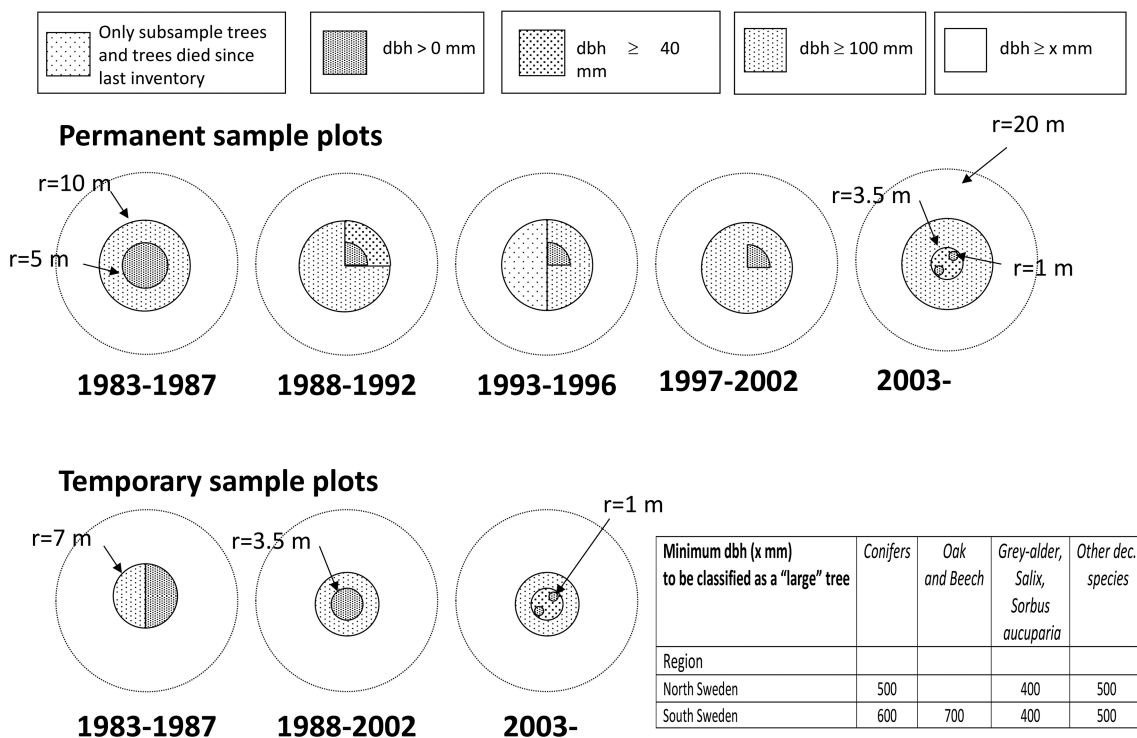 Only subsample trees
and trees died since
last inventory
dbh > 0 mm
dbh ≥ 40
mm
dbh ≥ 100 mm
dbh ≥ x mm
Permanent sample plots
r=20 m
r=10 m
r=3.5 m
r=5 m
r=1 m
1983-1987
1988-1992
1993-1996
1997-2002
2003-
Temporary sample plots
r=1 m
r=7 m
r=3.5 m
1983-1987
1988-2002
2003-
Minimum dbh (x mm)
to be classified as a “large” tree
Conifers
Oak
and Beech
Grey-alder,
Salix,
Sorbus
aucuparia
Other dec.
species
Region
North Sweden 500 400 500
South Sweden 600 700 400 500